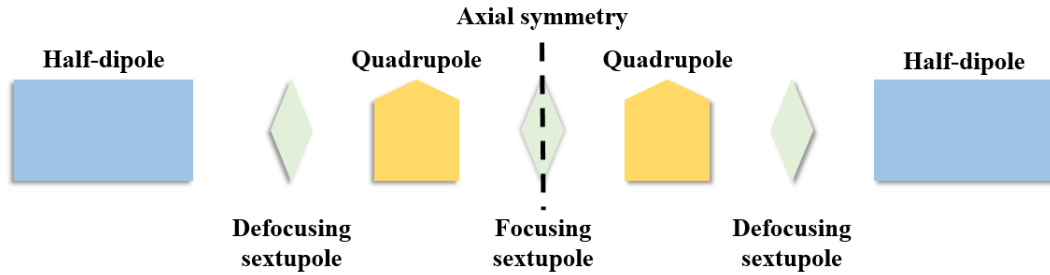 Axial symmetry
Half-dipole
Quadrupole
Quadrupole
Half-dipole
Defocusing
sextupole
Focusing
sextupole
Defocusing
sextupole